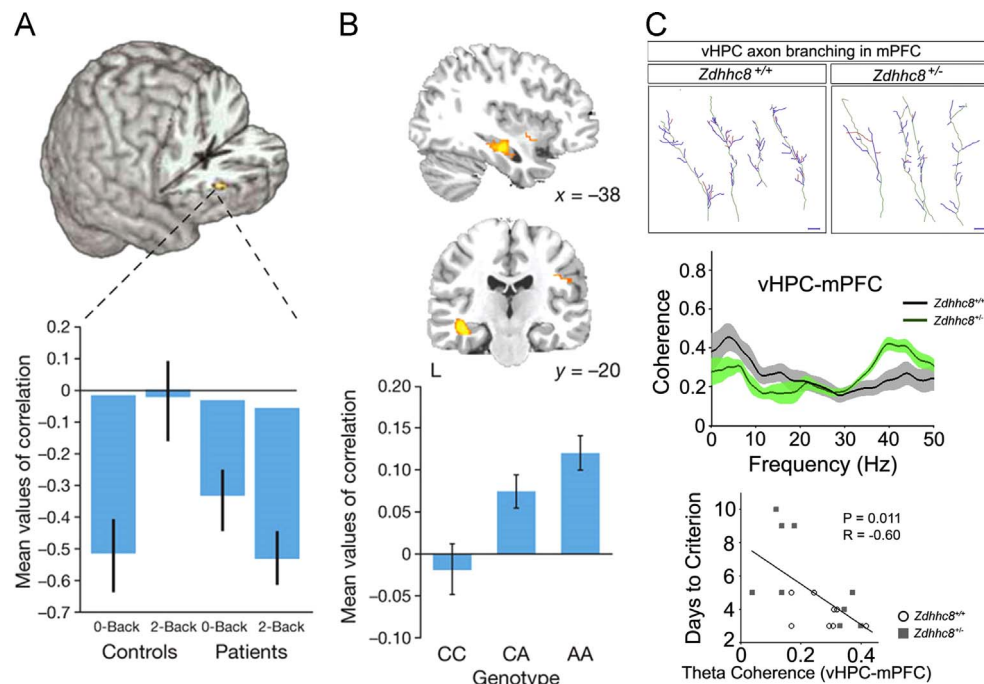 A
0.2
0.1
0
−0.1
−0.2
−0.3
−0.4
−0.5
−0.6
−0.7
Mean values of correlation
0-Back 2-Back 0-Back 2-Back
Controls Patients
B
x = −38
L
y = −20
0.20
0.15
0.10
0.05
0
−0.05
−0.10
Mean values of correlation
CC CA AA
Genotype
C
vHPC axon branching in mPFC
Zdhhc8+/+ Zdhhc8+/-
vHPC-mPFC
Zdhhc8+/+
Zdhhc8+/-
0.8
0.6
0.4
0.2
0
Coherence
0 10 20 30 40 50
Frequency (Hz)
P = 0.011
R = -0.60
10
8
6
4
2
Days to Criterion
0 0.2 0.4
Zdhhc8+/+
Zdhhc8+/-
Theta Coherence (vHPC-mPFC)